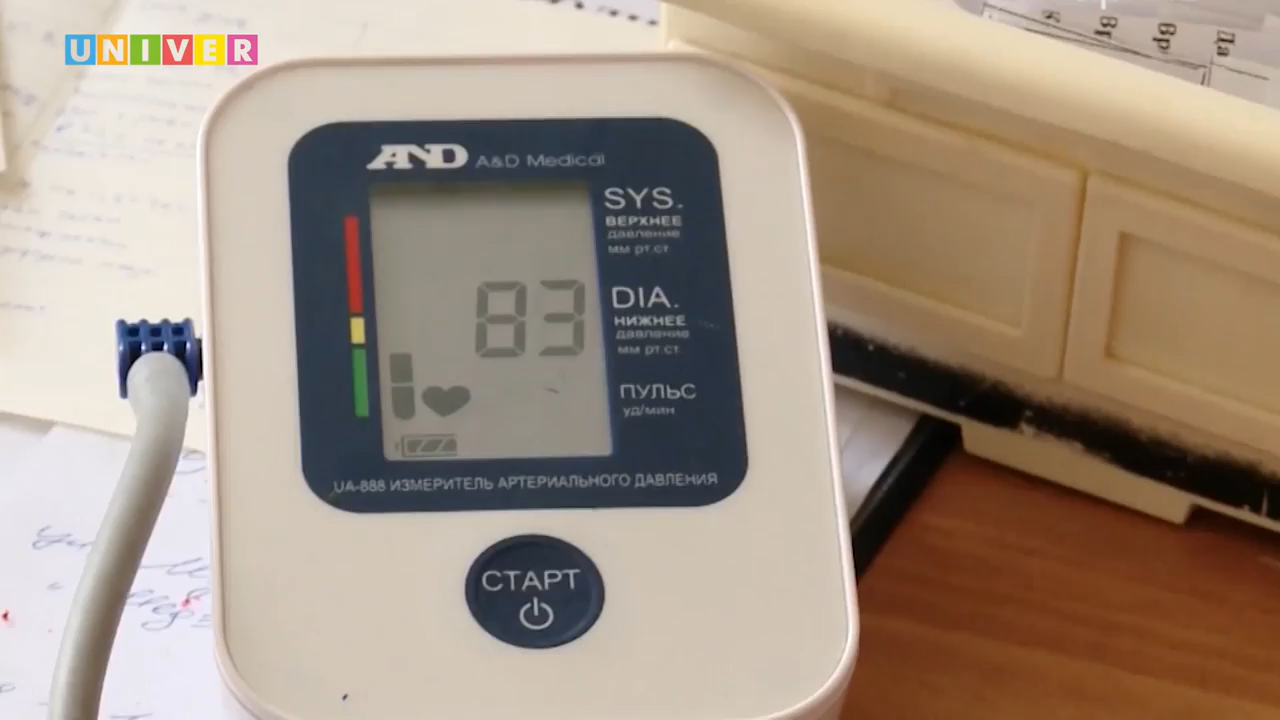 UNIVER
AND A&D Medical
SYS.
ВЕРХНЕЕ
давление
мм рт.ст
83
DIA.
НИЖНЕЕ
давление
мм рт.ст
ПУЛЬС
уд/мин
UA-888 ИЗМЕРИТЕЛЬ АРТЕРИАЛЬНОГО ДАВЛЕНИЯ
СТАРТ